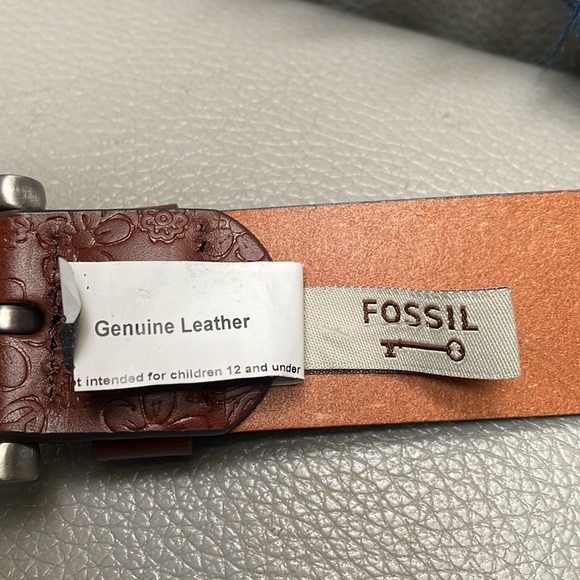 Genuine Leather
intended for children 12 and under
FOSSIL